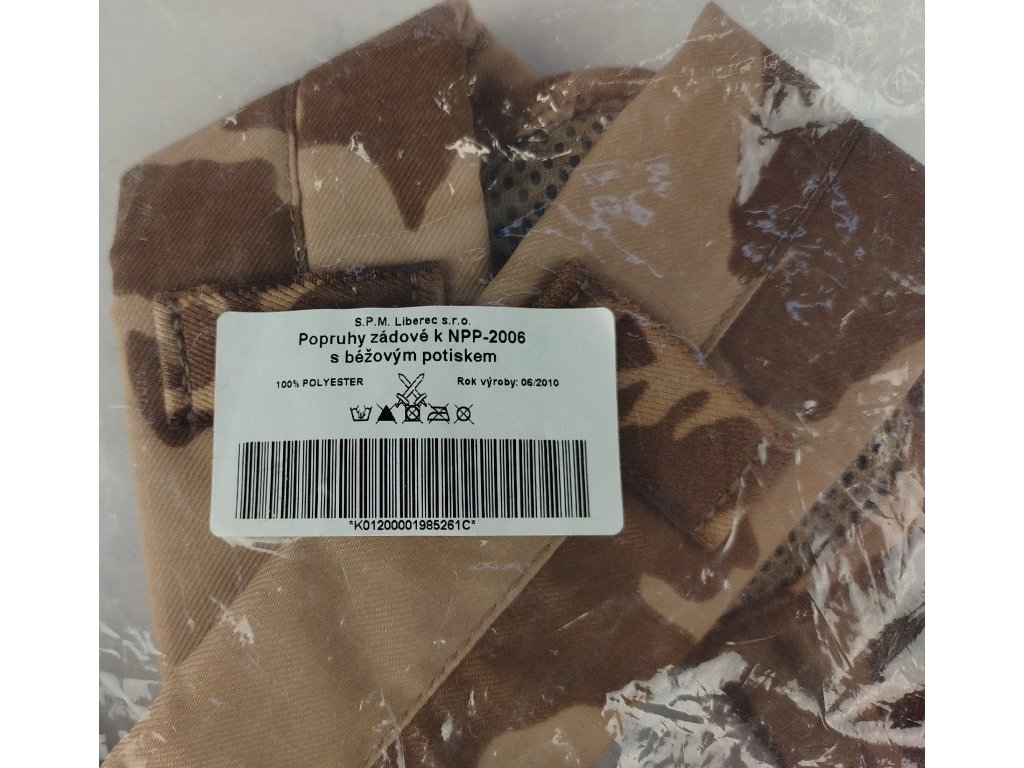 S.P.M. Liberec s.r.o.
Popruhy zádové k NPP-2006
s béžovým potiskem
100% POLYESTER
Rok výroby: 06/2010
*K01200001985261C*